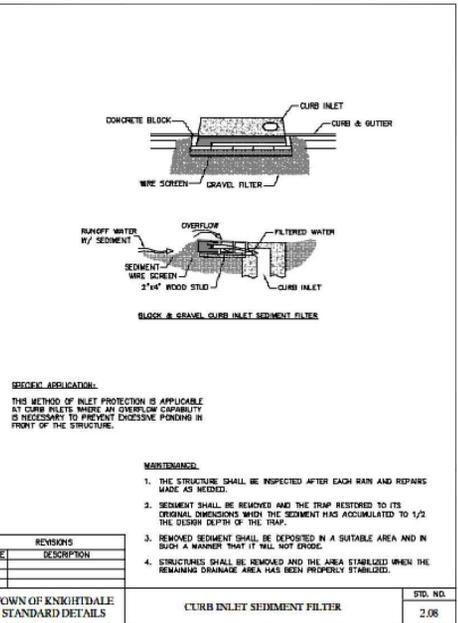 CURB INLET
CONCRETE BLOCK
CURB & GUTTER
WIRE SCREEN
GRAVEL FILTER
OVERFLOW
RUNOFF WATER
W/ SEDIMENT
FILTERED WATER
SEDIMENT
WIRE SCREEN
2"x4" WOOD STUD
CURB INLET
BLOCK & GRAVEL CURB INLET SEDIMENT FILTER
SPECIFIC APPLICATION:
THIS METHOD OF INLET PROTECTION IS APPLICABLE
AT CURB INLETS WHERE AN OVERFLOW CAPABILITY
IS NECESSARY TO PREVENT EXCESSIVE PONDING IN
FRONT OF THE STRUCTURE.
MAINTENANCE:
1. THE STRUCTURE SHALL BE INSPECTED AFTER EACH RAIN AND REPAIRS
MADE AS NEEDED.
2. SEDIMENT SHALL BE REMOVED AND THE TRAP RESTORED TO ITS
ORIGINAL DIMENSIONS WHEN THE SEDIMENT HAS ACCUMULATED TO 1/2
THE DESIGN DEPTH OF THE TRAP.
3. REMOVED SEDIMENT SHALL BE DEPOSITED IN A SUITABLE AREA AND IN
SUCH A MANNER THAT IT WILL NOT ERODE.
4. STRUCTURES SHALL BE REMOVED AND THE AREA STABILIZED WHEN THE
REMAINING DRAINAGE AREA HAS BEEN PROPERLY STABILIZED.
REVISIONS
E DESCRIPTION
OWN OF KNIGHTDALE
STANDARD DETAILS
CURB INLET SEDIMENT FILTER
STD. NO.
2.08